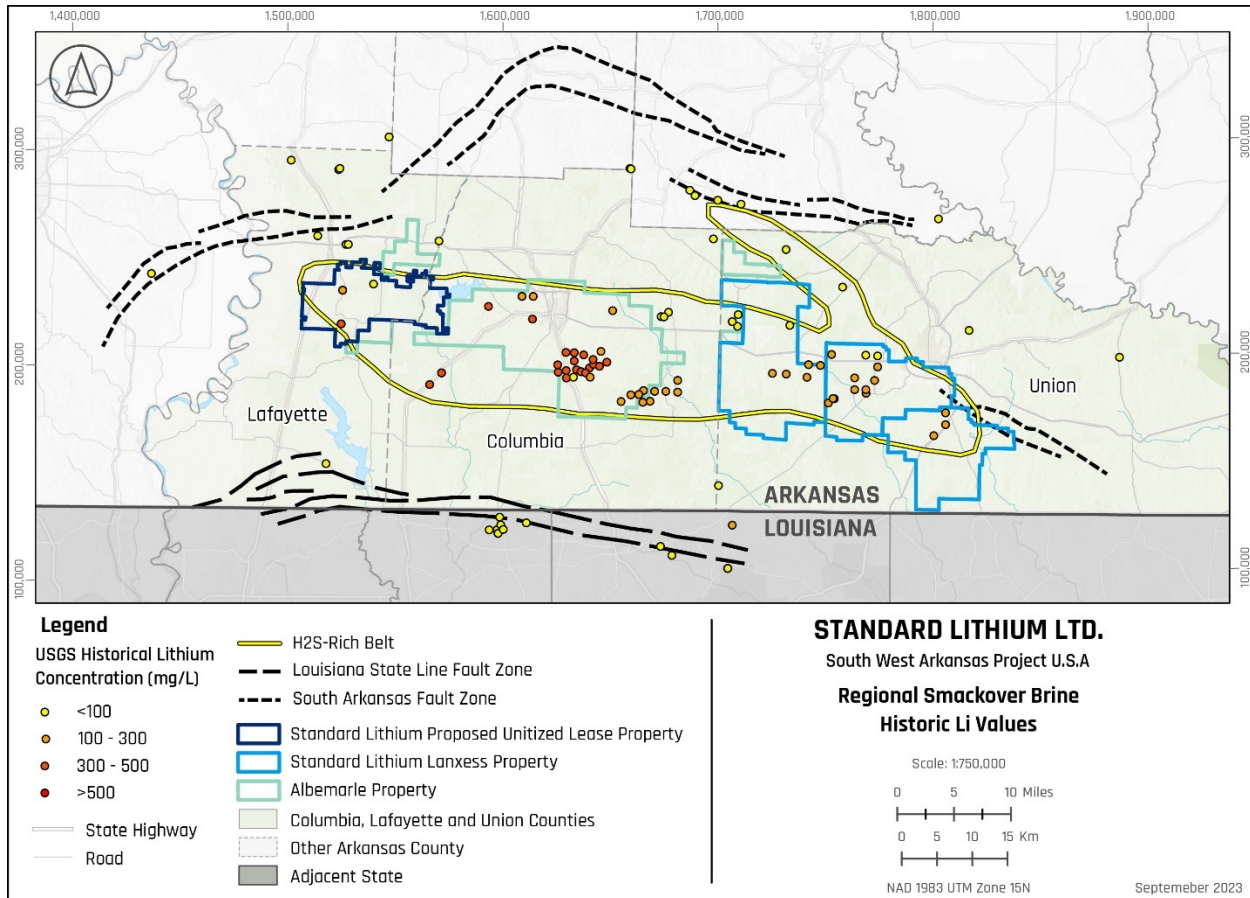 1,400,000
1,500,000
1,600,000
1,700,000
1,800,000
1,900,000
300,000
300,000
200,000
200,000
100,000
100,000
Union
Lafayette
Columbia
ARKANSAS
LOUISIANA
Legend
USGS Historical Lithium
Concentration (mg/L)
<100
100 - 300
300 - 500
>500
State Highway
Road
H2S-Rich Belt
Louisiana State Line Fault Zone
South Arkansas Fault Zone
Standard Lithium Proposed Unitized Lease Property
Standard Lithium Lanxess Property
Albemarle Property
Columbia, Lafayette and Union Counties
Other Arkansas County
Adjacent State
STANDARD LITHIUM LTD.
South West Arkansas Project U.S.A
Regional Smackover Brine
Historic Li Values
Scale: 1:750,000
0 5 10 Miles
0 5 10 15 Km
NAD 1983 UTM Zone 15N
Septemeber 2023